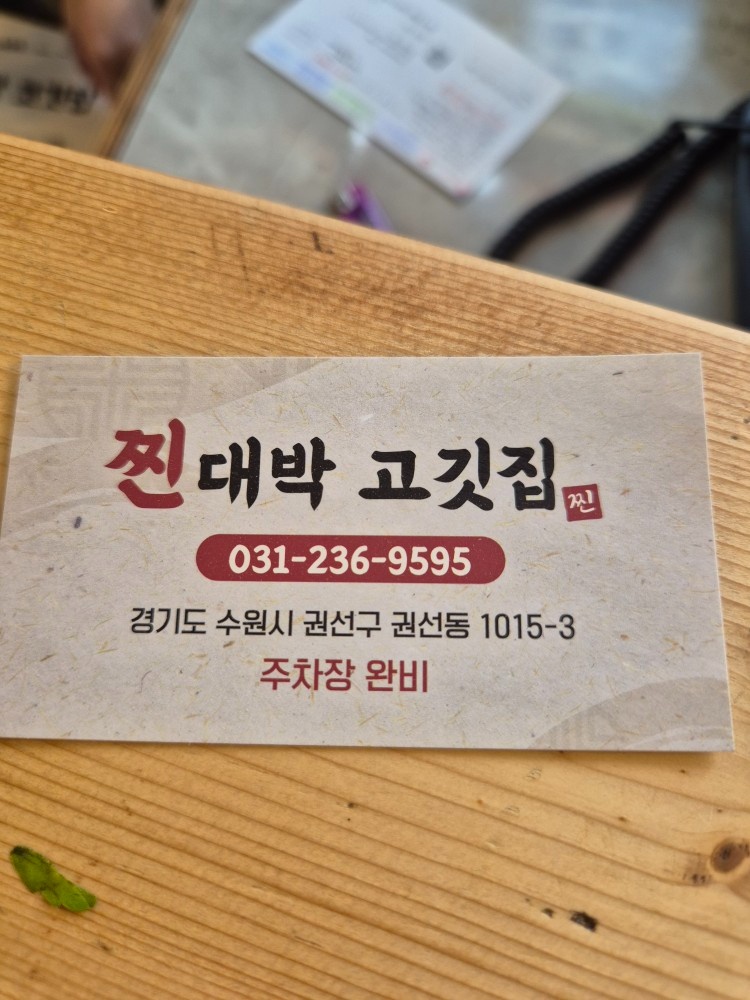 찐대박 고깃집 찐
031-236-9595
경기도 수원시 권선구 권선동 1015-3
주차장 완비